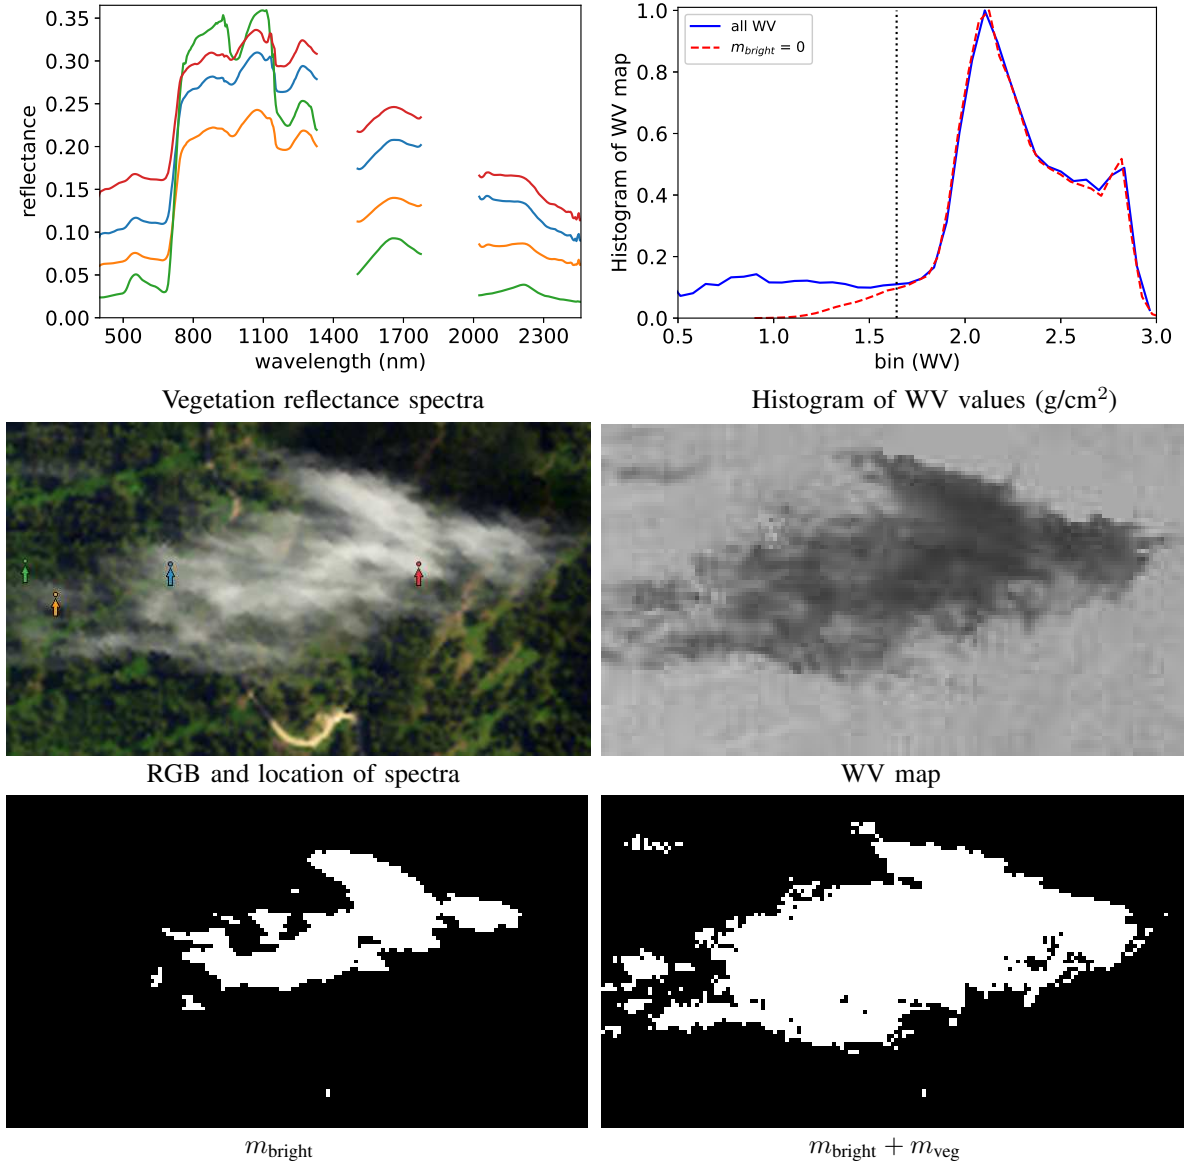 0.35
0.30
0.25
0.20
0.15
0.10
0.05
0.00
reflectance
500
800
1100
1400
1700
2000
2300
wavelength (nm)
Vegetation reflectance spectra
1.0
0.8
0.6
0.4
0.2
0.0
Histogram of WV map
all WV
m_bright = 0
0.5
1.0
1.5
2.0
2.5
3.0
bin (WV)
Histogram of WV values (g/cm²)
RGB and location of spectra
WV map
m_bright
m_bright + m_veg